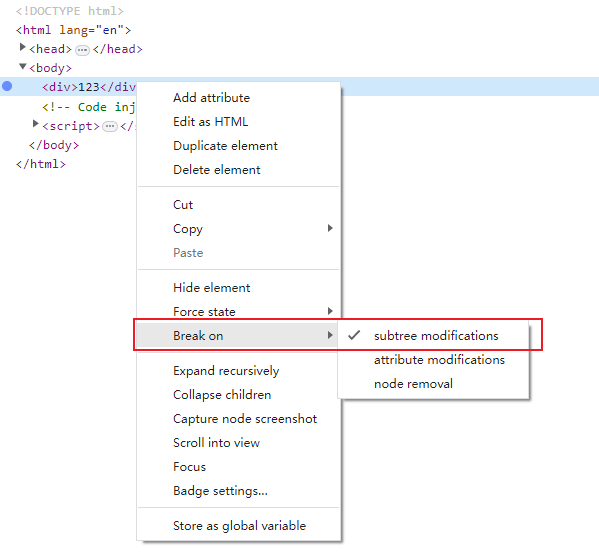 <!DOCTYPE html>
<html lang="en">
<head> … </head>
<body>
<div>123</div
<!-- Code inj
<script> … </s
</body>
</html>
Add attribute
Edit as HTML
Duplicate element
Delete element
Cut
Copy
Paste
Hide element
Force state
Break on
subtree modifications
attribute modifications
node removal
Expand recursively
Collapse children
Capture node screenshot
Scroll into view
Focus
Badge settings...
Store as global variable